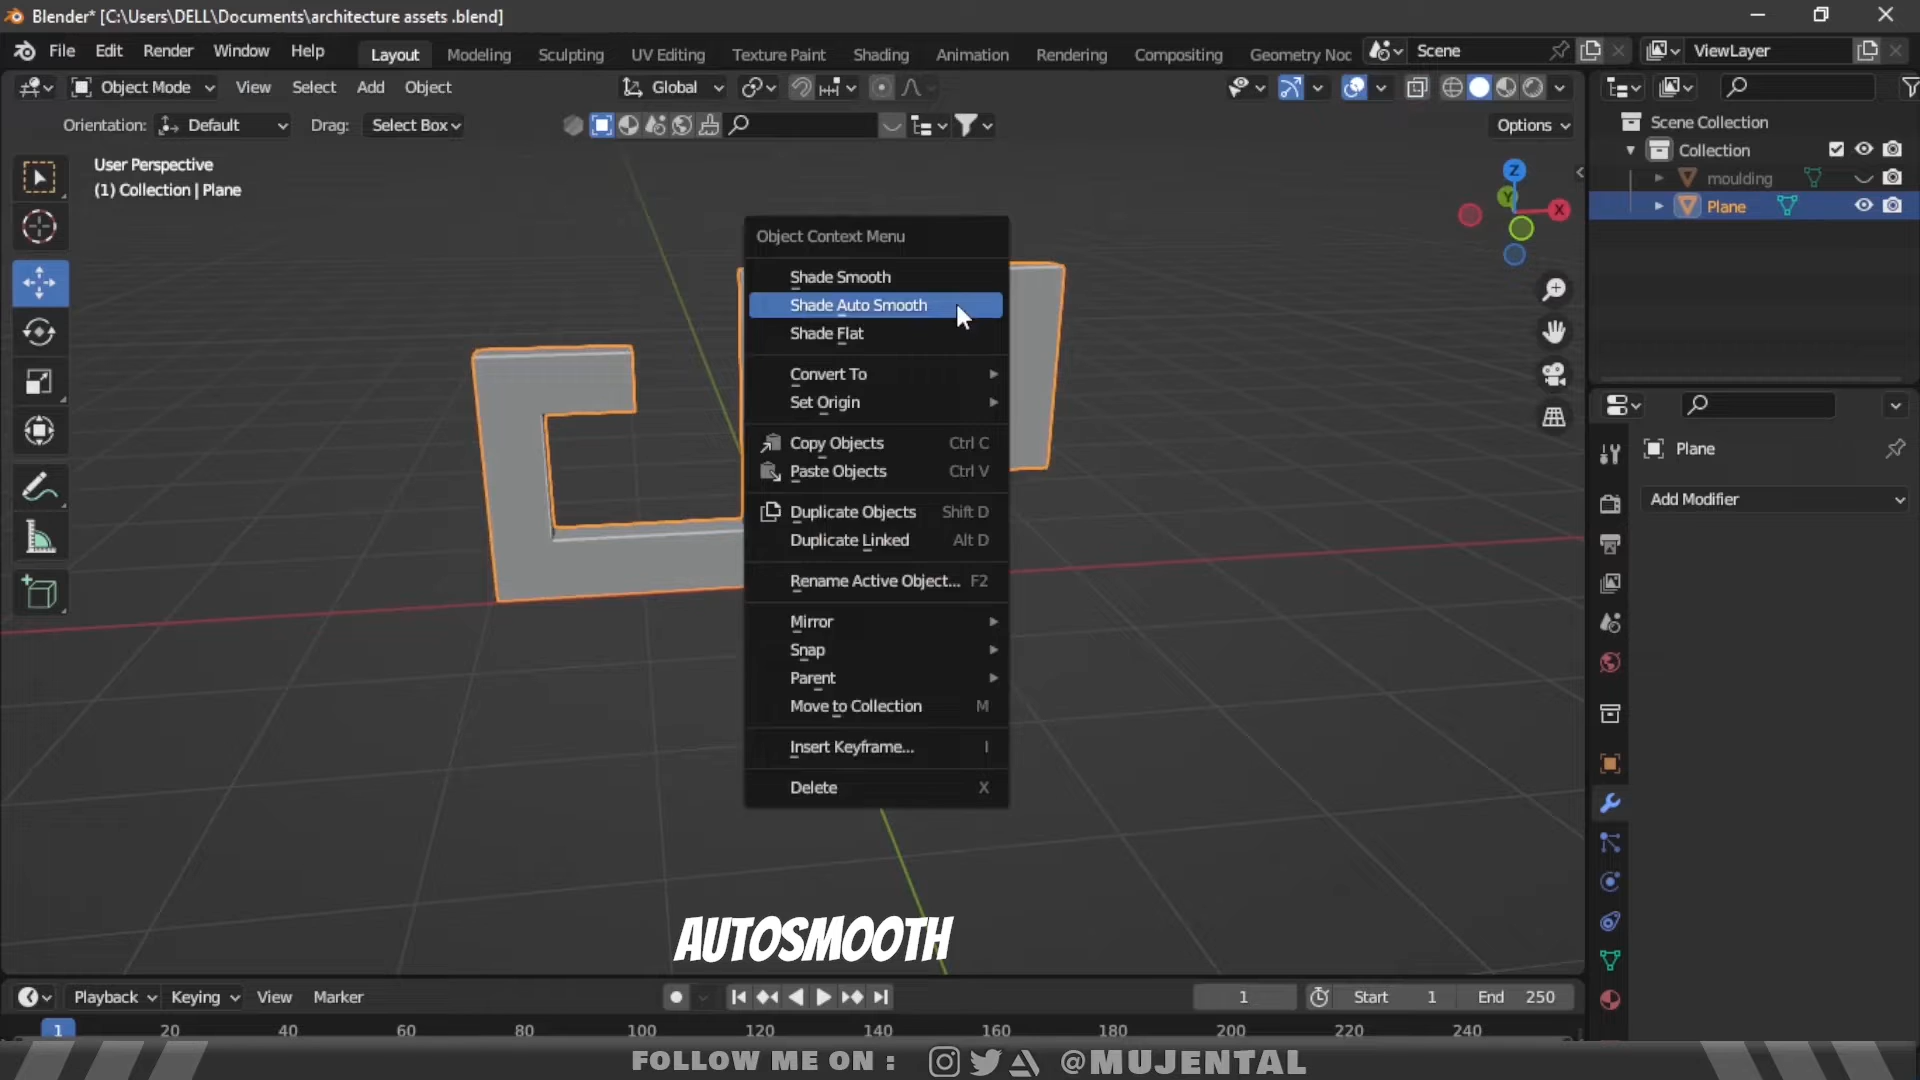 Blender* [C:\Users\DELL\Documents\architecture assets .blend]
File Edit Render Window Help Layout Modeling Sculpting UV Editing Texture Paint Shading Animation Rendering Compositing Geometry Noc Scene ViewLayer
Object Mode View Select Add Object Global
Orientation: Default Drag: Select Box Options
User Perspective
(1) Collection | Plane
Z
Y
X
Object Context Menu
Shade Smooth
Shade Auto Smooth
Shade Flat
Convert To
Set Origin
Copy Objects Ctrl C
Paste Objects Ctrl V
Duplicate Objects Shift D
Duplicate Linked Alt D
Rename Active Object... F2
Mirror
Snap
Parent
Move to Collection M
Insert Keyframe... I
Delete X
Scene Collection
Collection
moulding
Plane
Plane
Add Modifier
AUTOSMOOTH
Playback Keying View Marker 1 Start 1 End 250
1 20 40 60 80 100 120 140 160 180 200 220 240
FOLLOW ME ON : @MUJENTAL